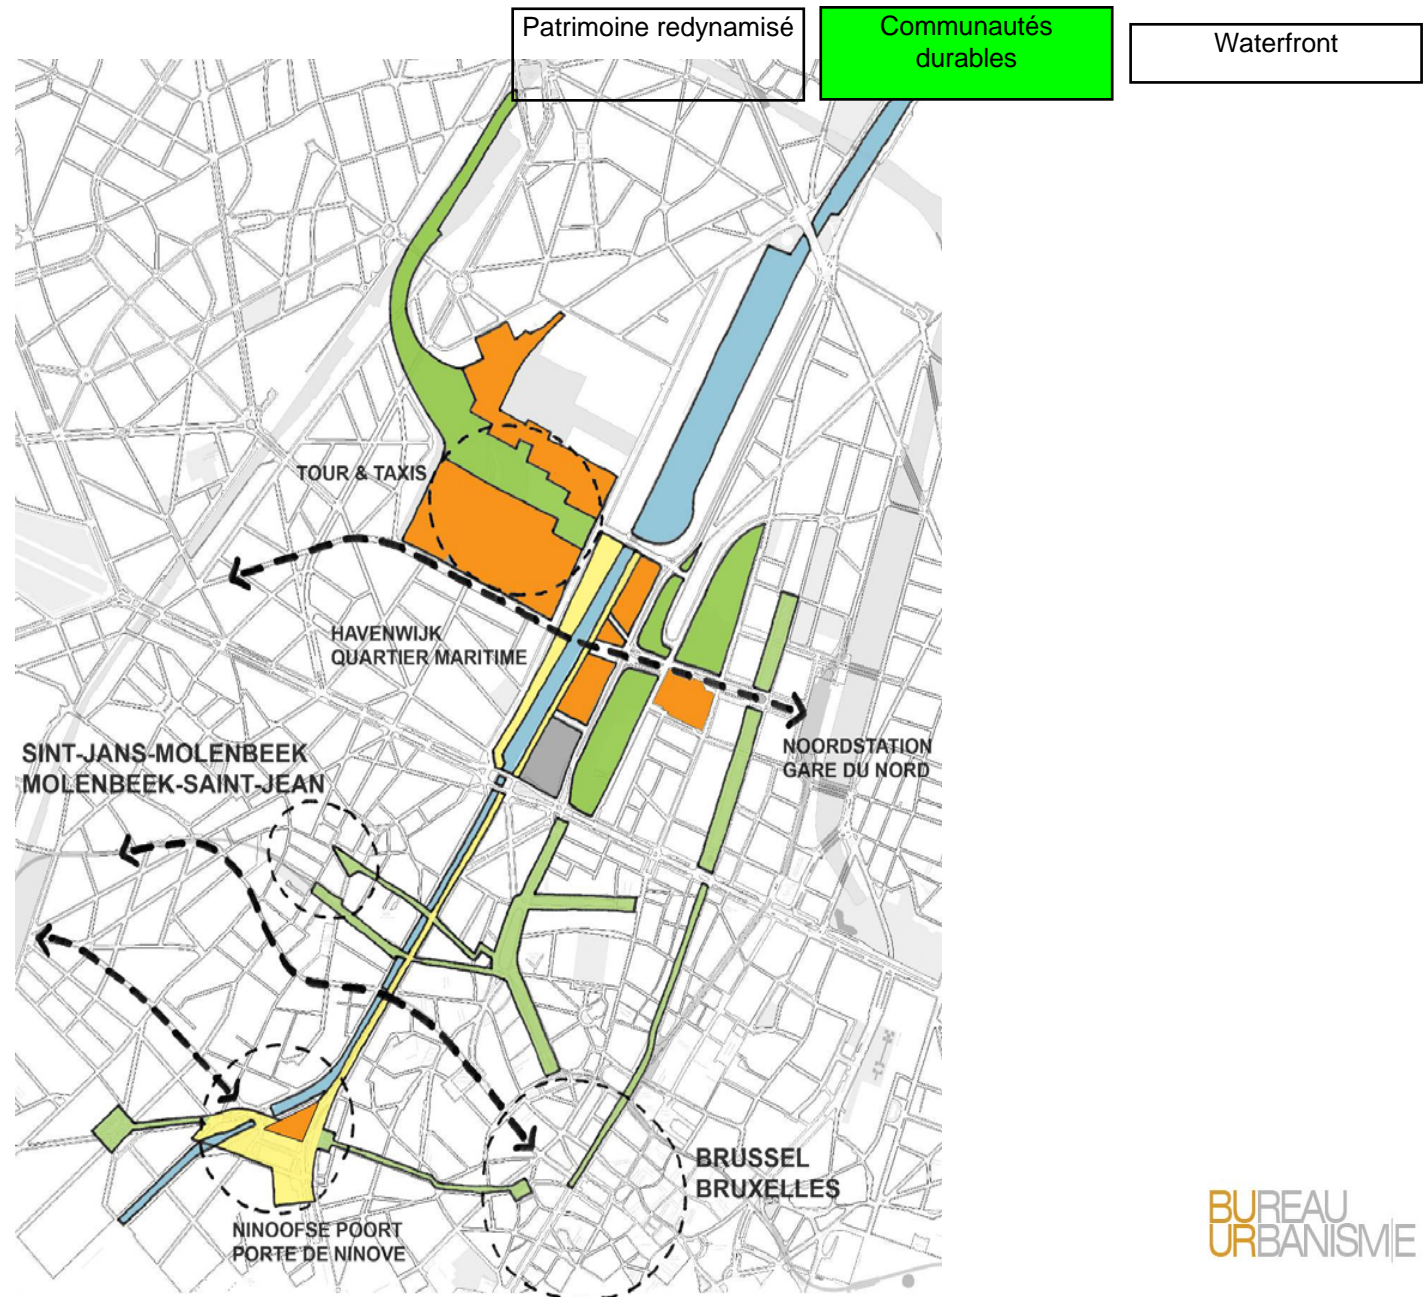 Patrimoine redynamisé
Communautés
durables
Waterfront
TOUR & TAXIS
HAVENWIJK
QUARTIER MARITIME
SINT-JANS-MOLENBEEK
MOLENBEEK-SAINT-JEAN
NOORDSTATION
GARE DU NORD
BRUSSEL
BRUXELLES
NINOOFSE POORT
PORTE DE NINOVE
BUREAU
URBANISME